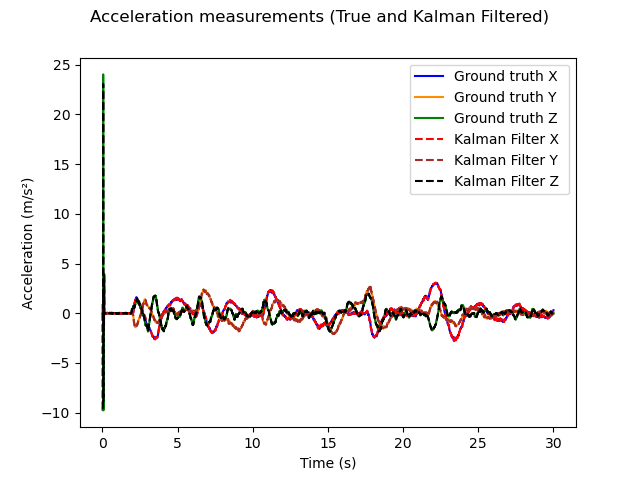 Acceleration measurements (True and Kalman Filtered)
25
20
15
10
5
0
−5
−10
Acceleration (m/s²)
Ground truth X
Ground truth Y
Ground truth Z
Kalman Filter X
Kalman Filter Y
Kalman Filter Z
0 5 10 15 20 25 30
Time (s)